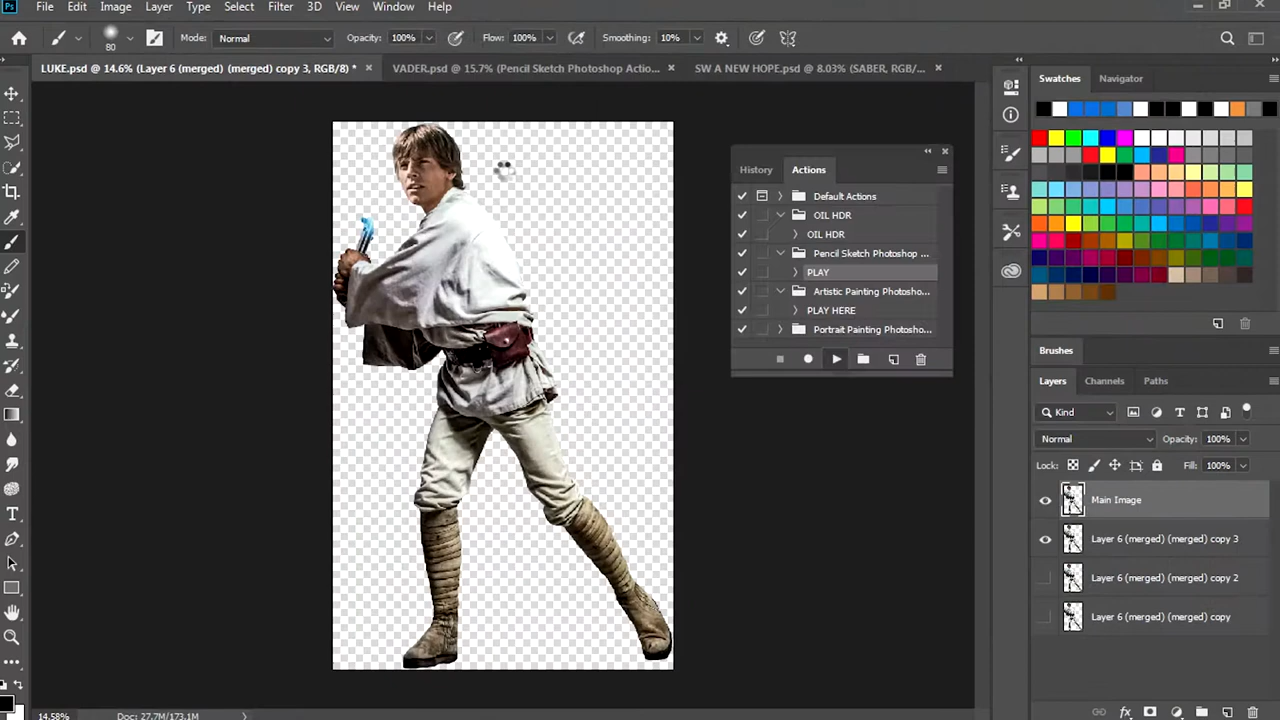 Ps File Edit Image Layer Type Select Filter 3D View Window Help
80 Mode: Normal Opacity: 100% Flow: 100% Smoothing: 10%
LUKE.psd @ 14.6% (Layer 6 (merged) (merged) copy 3, RGB/8) * VADER.psd @ 15.7% (Pencil Sketch Photoshop Actio... SW A NEW HOPE.psd @ 8.03% (SABER, RGB/...
History Actions
Default Actions
OIL HDR
OIL HDR
Pencil Sketch Photoshop ...
PLAY
Artistic Painting Photosho...
PLAY HERE
Portrait Painting Photosho...
Swatches Navigator
Brushes
Layers Channels Paths
Kind
Normal Opacity: 100%
Lock: Fill: 100%
Main Image
Layer 6 (merged) (merged) copy 3
Layer 6 (merged) (merged) copy 2
Layer 6 (merged) (merged) copy
14.58% Doc: 27.7M/173.1M